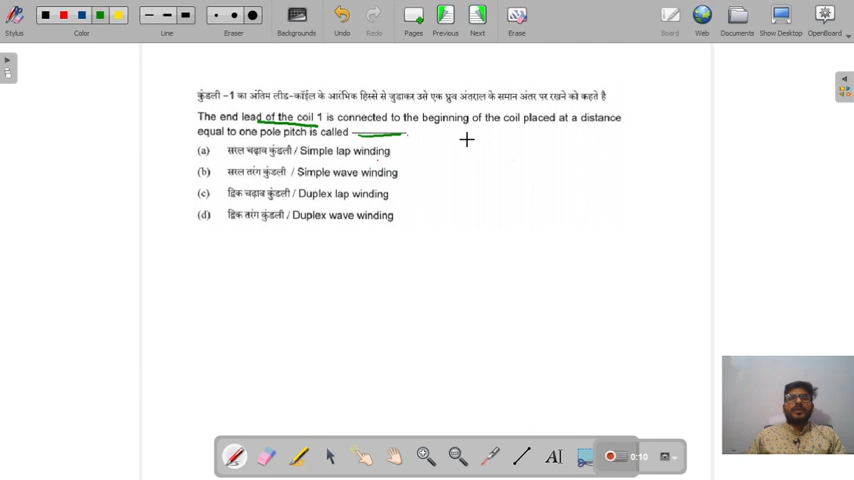 Stylus
Color
Line
Eraser
Backgrounds
Undo
Redo
Pages
Previous
Next
Erase
Board
Web
Documents
Show Desktop
OpenBoard
कुंडली –1 का अंतिम लीड-कॉईल के आरंभिक हिस्से से जुडाकर उसे एक ध्रुव अंतराल के समान अंतर पर रखने को कहते है
The end lead of the coil 1 is connected to the beginning of the coil placed at a distance
equal to one pole pitch is called ________.
(a) सरल चढ़ाव कुंडली / Simple lap winding
(b) सरल तरंग कुंडली / Simple wave winding
(c) द्विक चढ़ाव कुंडली / Duplex lap winding
(d) द्विक तरंग कुंडली / Duplex wave winding
0:10